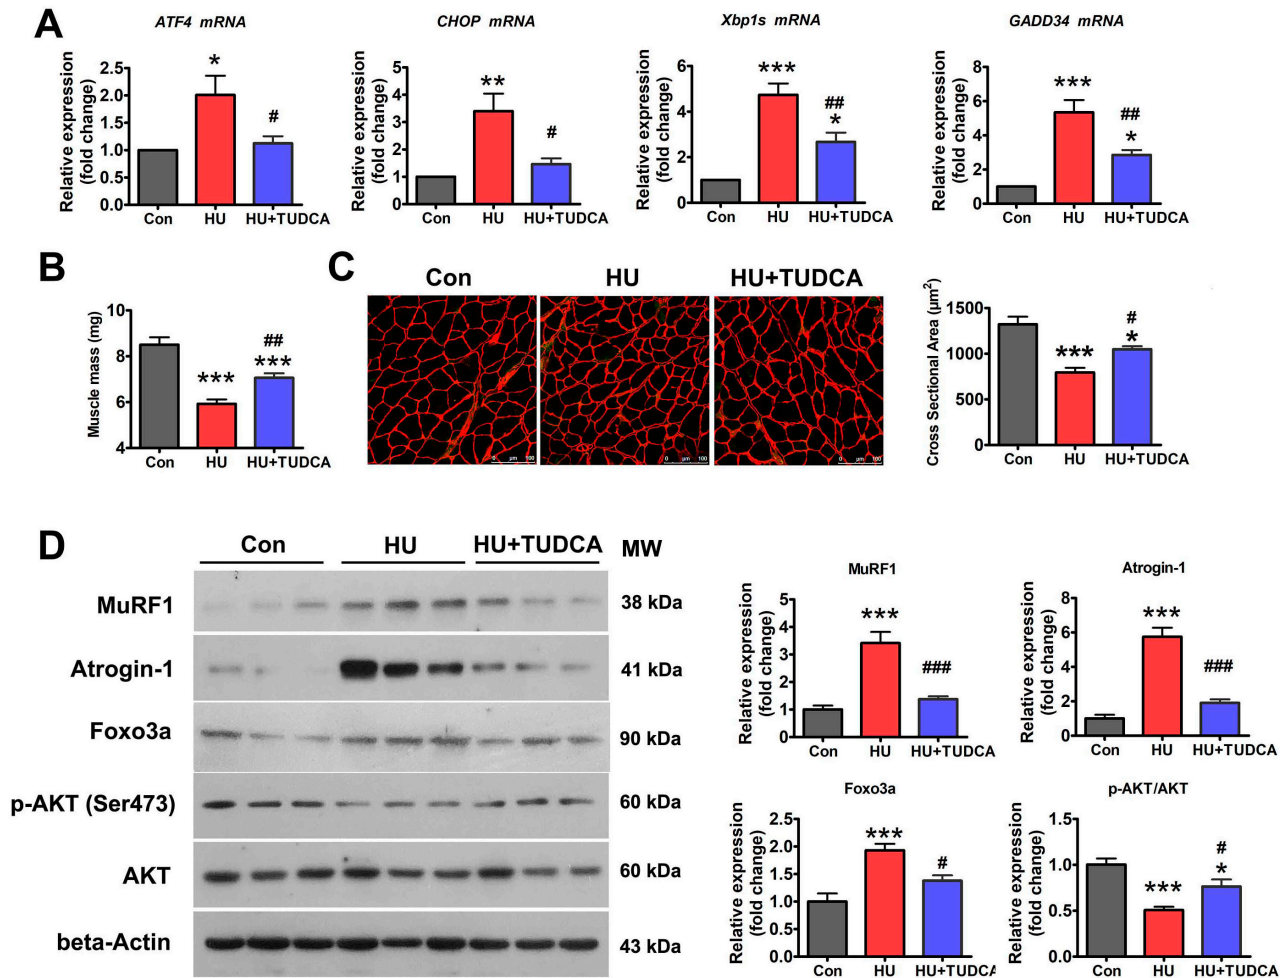 A
ATF4 mRNA
Relative expression
(fold change)
2.5
2.0
1.5
1.0
0.5
0.0
*
#
Con HU HU+TUDCA
CHOP mRNA
Relative expression
(fold change)
5
4
3
2
1
0
**
#
Con HU HU+TUDCA
Xbp1s mRNA
Relative expression
(fold change)
6
4
2
0
***
##
*
Con HU HU+TUDCA
GADD34 mRNA
Relative expression
(fold change)
8
6
4
2
0
***
##
*
Con HU HU+TUDCA
B
Muscle mass (mg)
10
8
6
4
***
##
***
Con HU HU+TUDCA
C
Con HU HU+TUDCA
0 µm 100
0 µm 100
0 µm 100
Cross Sectional Area (µm²)
1500
1000
500
0
***
#
*
Con HU HU+TUDCA
D
Con HU HU+TUDCA MW
MuRF1 38 kDa
Atrogin-1 41 kDa
Foxo3a 90 kDa
p-AKT (Ser473) 60 kDa
AKT 60 kDa
beta-Actin 43 kDa
MuRF1
Relative expression
(fold change)
5
4
3
2
1
0
***
###
Con HU HU+TUDCA
Atrogin-1
Relative expression
(fold change)
8
6
4
2
0
***
###
Con HU HU+TUDCA
Foxo3a
Relative expression
(fold change)
2.5
2.0
1.5
1.0
0.5
0.0
***
#
Con HU HU+TUDCA
p-AKT/AKT
Relative expression
(fold change)
1.5
1.0
0.5
0.0
***
#
*
Con HU HU+TUDCA